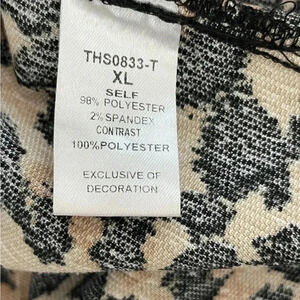 THS0833-T
XL
SELF
98% POLYESTER
2% SPANDEX
CONTRAST
100% POLYESTER
EXCLUSIVE OF
DECORATION